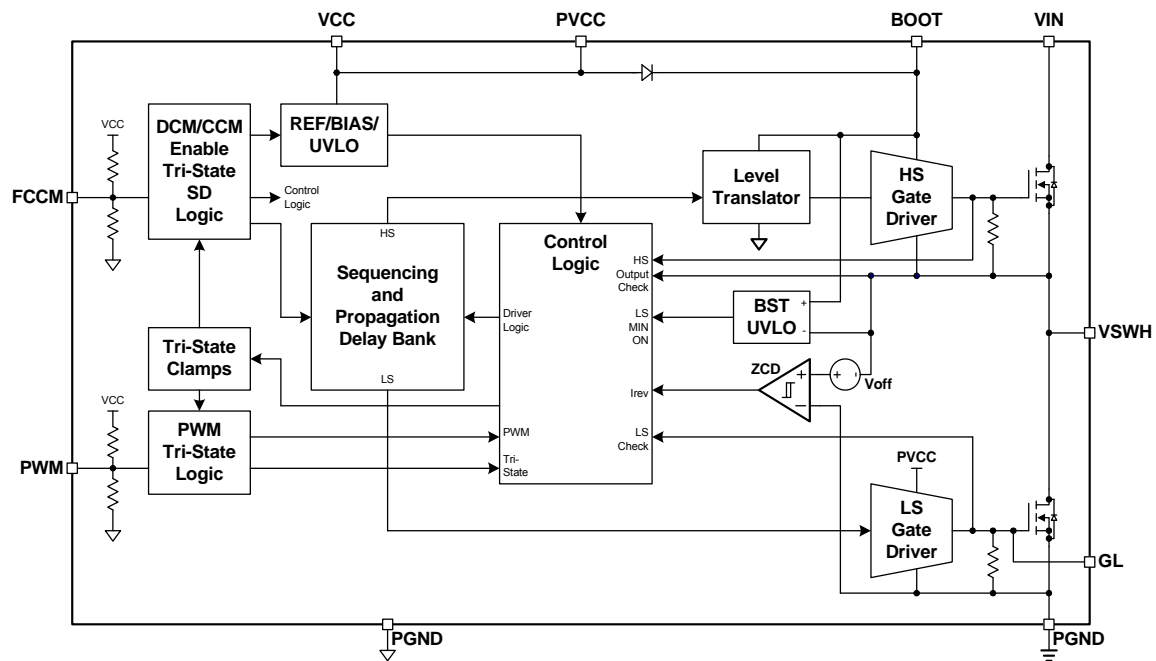 VCC
PVCC
BOOT
VIN
VCC
DCM/CCM
Enable
Tri-State
SD
Logic
REF/BIAS/
UVLO
FCCM
Control
Logic
Level
Translator
HS
Gate
Driver
HS
Sequencing
and
Propagation
Delay Bank
LS
Control
Logic
Driver
Logic
HS
Output
Check
LS
MIN
ON
Irev
LS
Check
PWM
Tri-
State
BST
UVLO
+
-
ZCD
+
−
+
-
Voff
VSWH
Tri-State
Clamps
VCC
PWM
Tri-State
Logic
PWM
PVCC
LS
Gate
Driver
GL
PGND
PGND